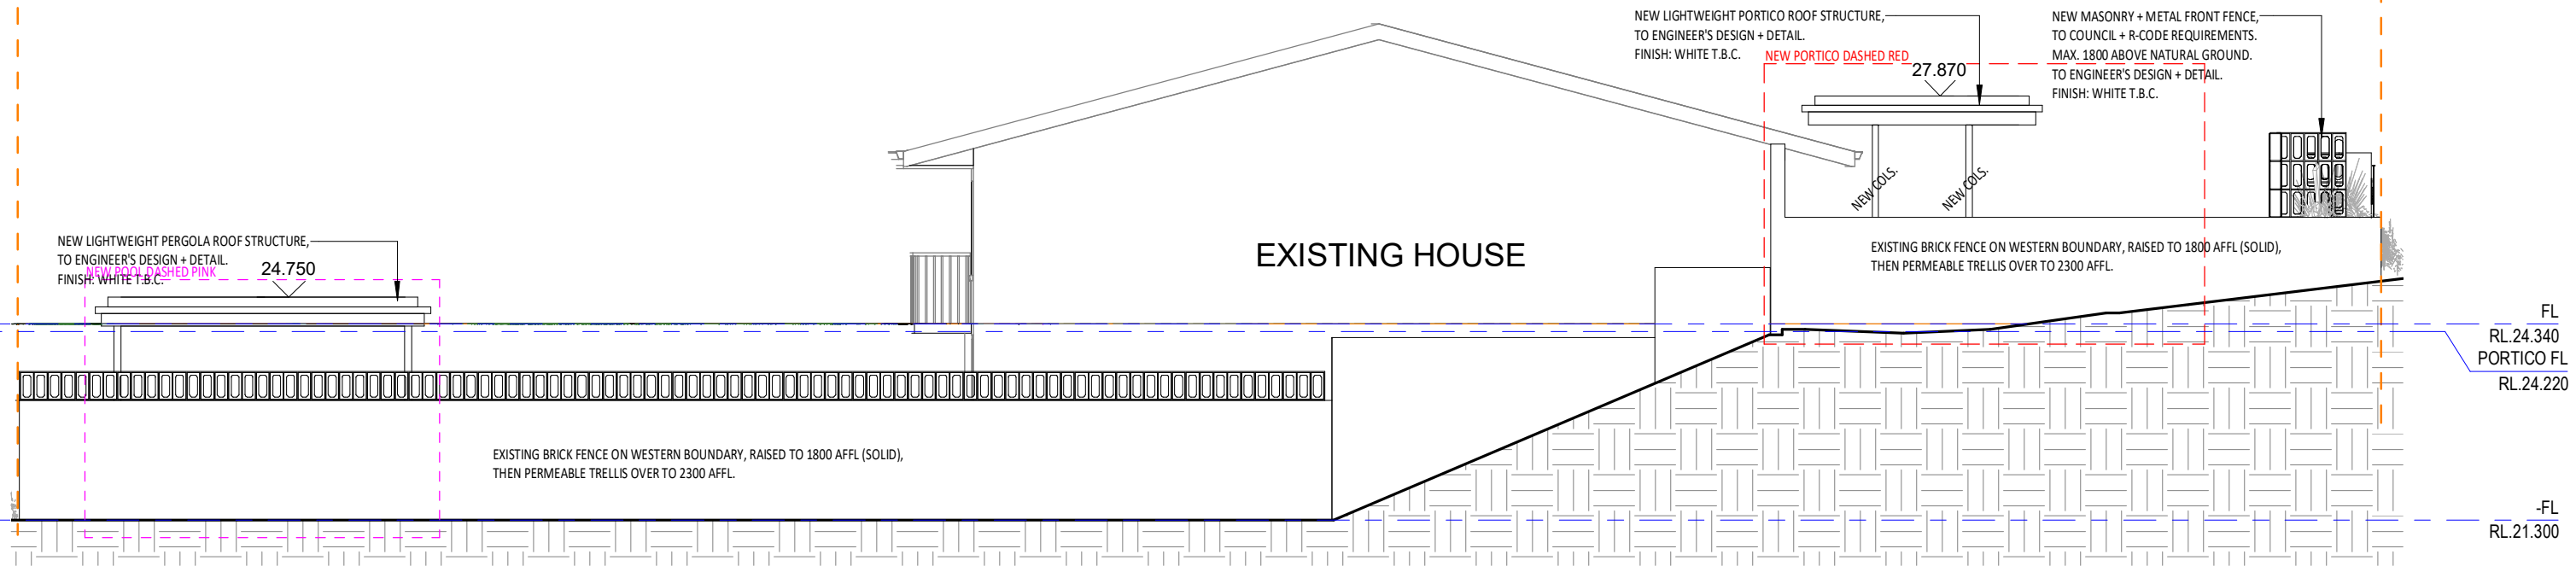 NEW LIGHTWEIGHT PORTICO ROOF STRUCTURE,
TO ENGINEER'S DESIGN + DETAIL.
FINISH: WHITE T.B.C.
NEW PORTICO DASHED RED
27.870
NEW MASONRY + METAL FRONT FENCE,
TO COUNCIL + R-CODE REQUIREMENTS.
MAX. 1800 ABOVE NATURAL GROUND.
TO ENGINEER'S DESIGN + DETAIL.
FINISH: WHITE T.B.C.
NEW COLS.
NEW COLS.
NEW LIGHTWEIGHT PERGOLA ROOF STRUCTURE,
TO ENGINEER'S DESIGN + DETAIL.
FINISH: WHITE T.B.C.
NEW POOL DASHED PINK
24.750
EXISTING HOUSE
EXISTING BRICK FENCE ON WESTERN BOUNDARY, RAISED TO 1800 AFFL (SOLID),
THEN PERMEABLE TRELLIS OVER TO 2300 AFFL.
FL
RL.24.340
PORTICO FL
RL.24.220
EXISTING BRICK FENCE ON WESTERN BOUNDARY, RAISED TO 1800 AFFL (SOLID),
THEN PERMEABLE TRELLIS OVER TO 2300 AFFL.
-FL
RL.21.300